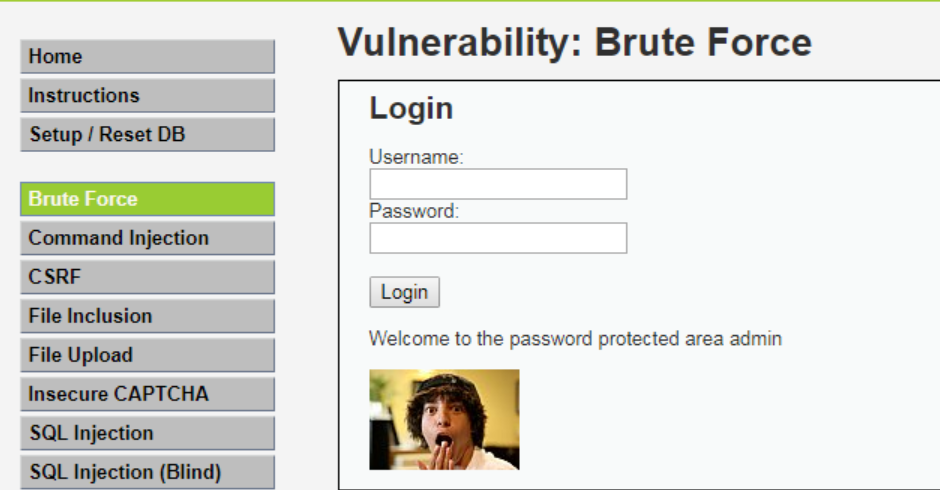 Home
Instructions
Setup / Reset DB
Brute Force
Command Injection
CSRF
File Inclusion
File Upload
Insecure CAPTCHA
SQL Injection
SQL Injection (Blind)
Vulnerability: Brute Force
Login
Username:
Password:
Login
Welcome to the password protected area admin